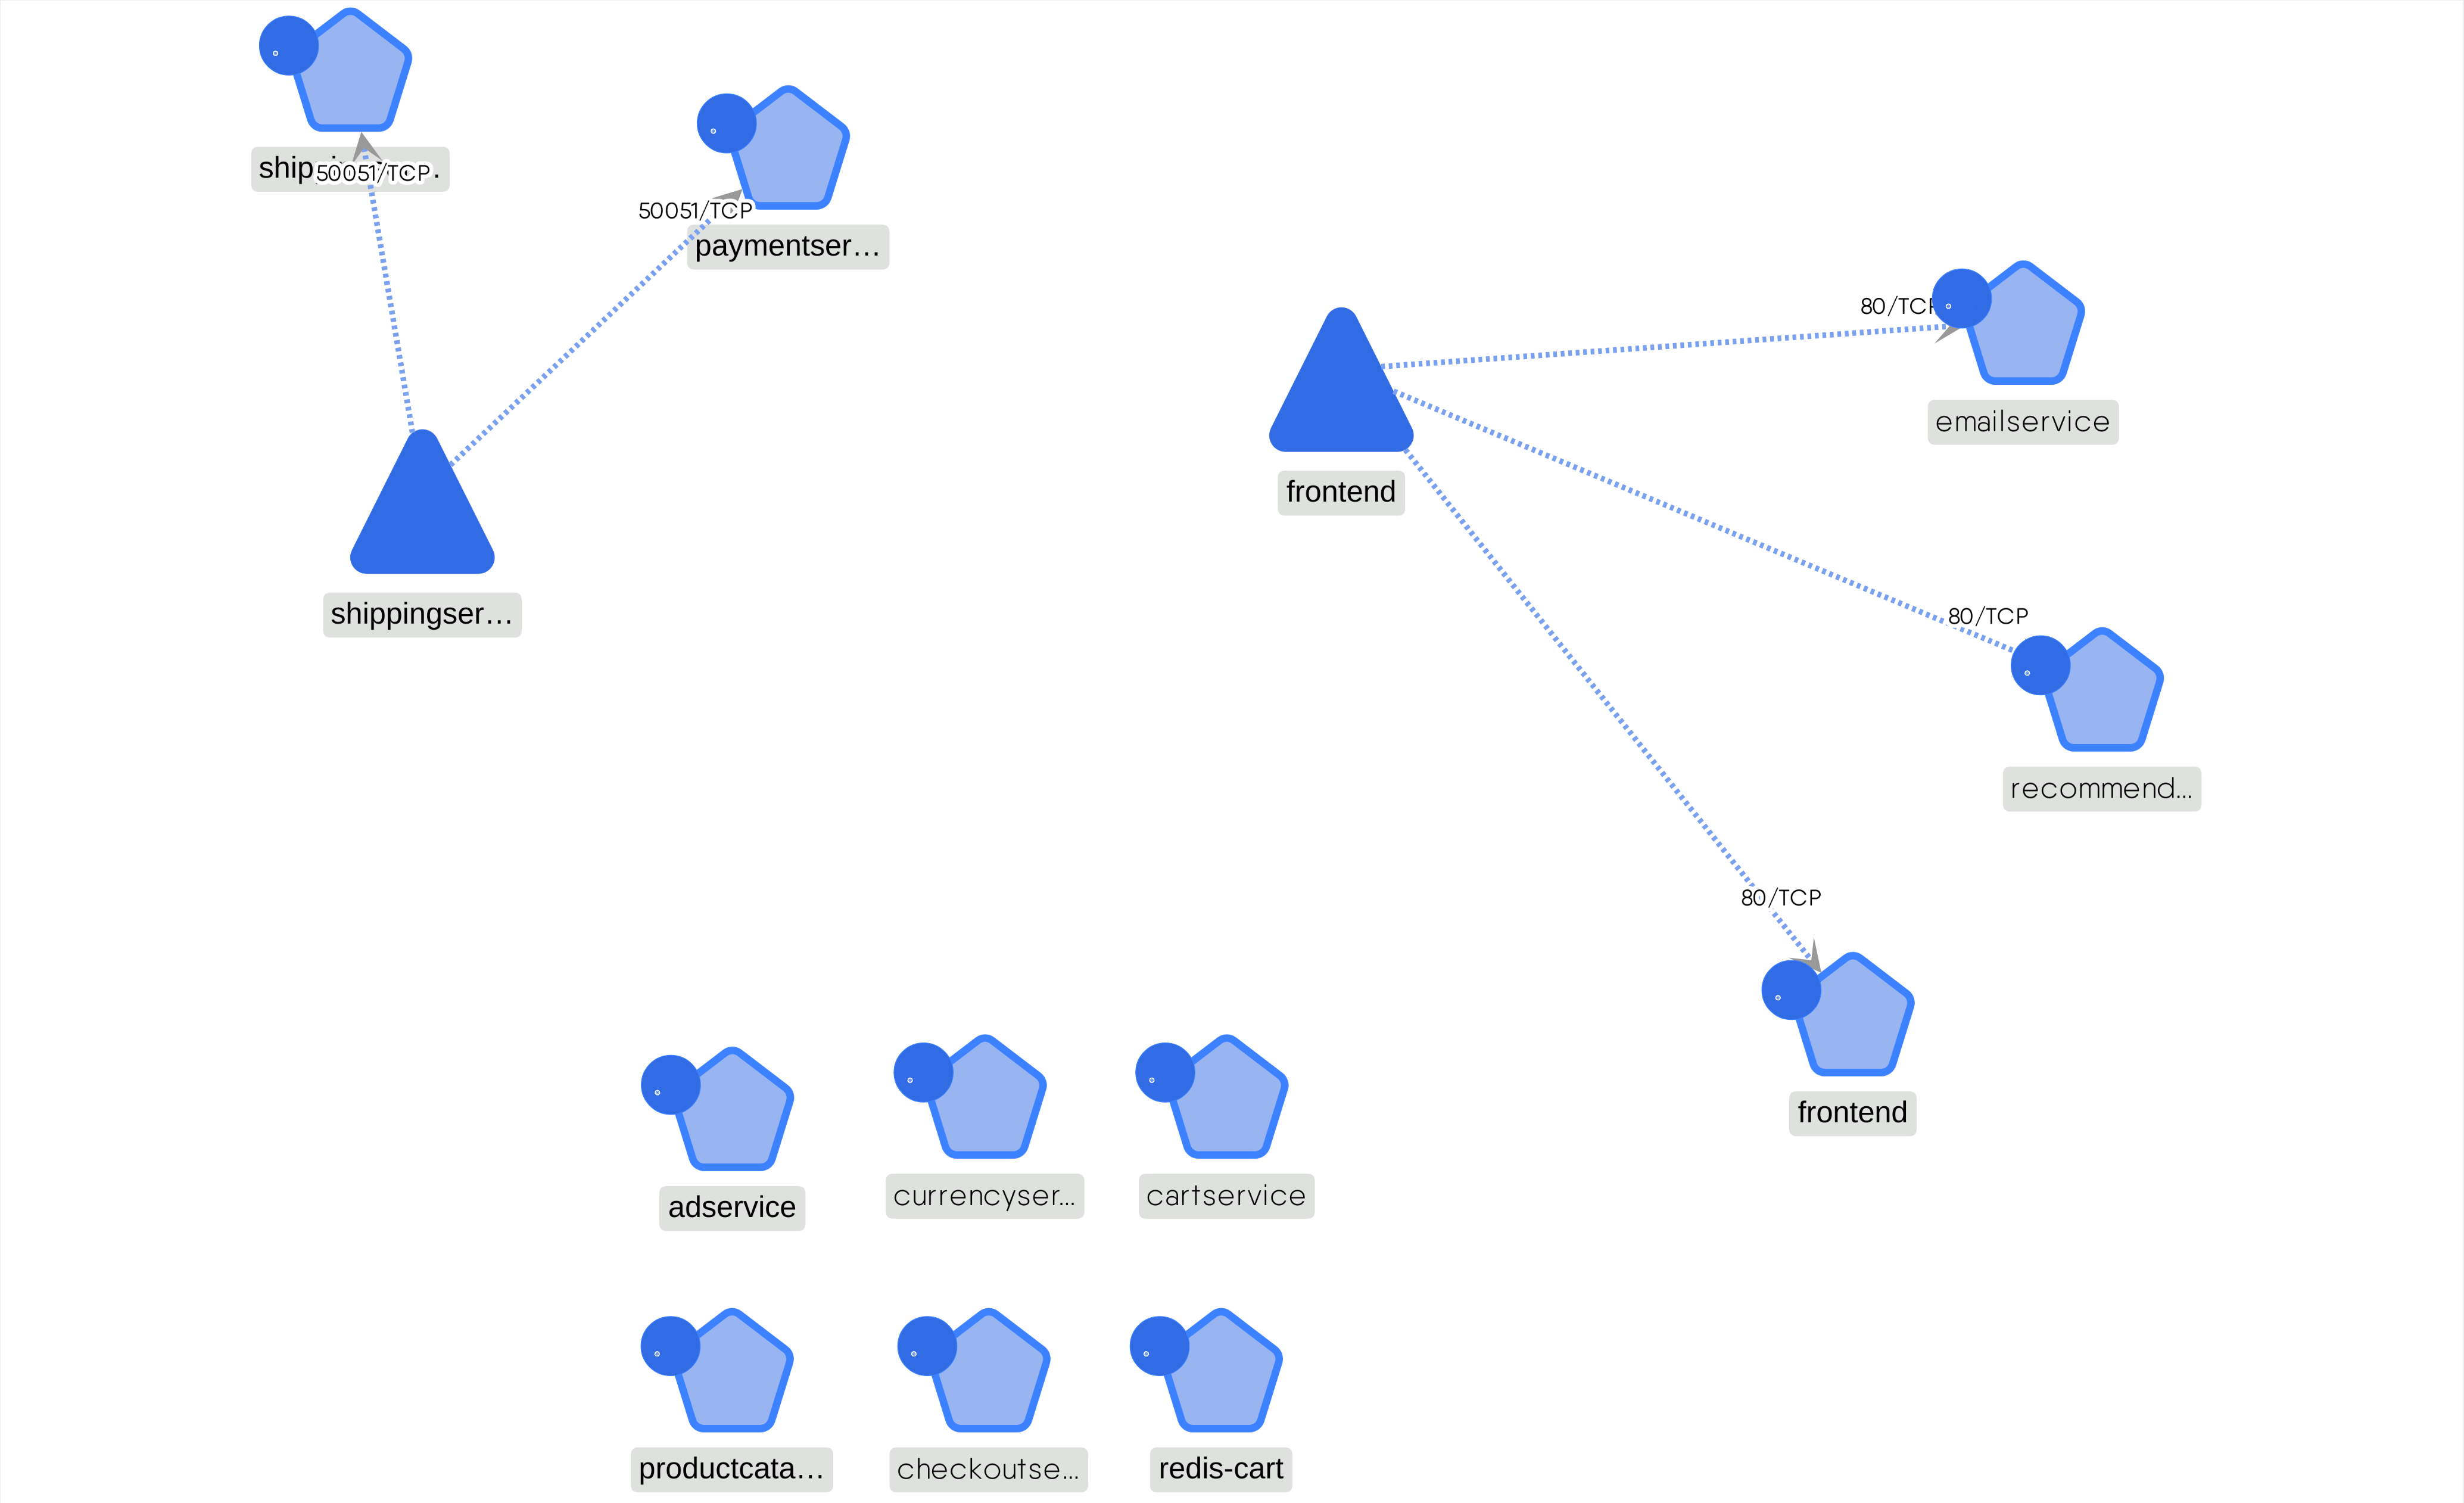 50051/TCP
50051/TCP
paymentser...
80/TCP
emailservice
frontend
shippingser...
80/TCP
recommend...
80/TCP
frontend
adservice
currencyser...
cartservice
productcata...
checkoutse...
redis-cart